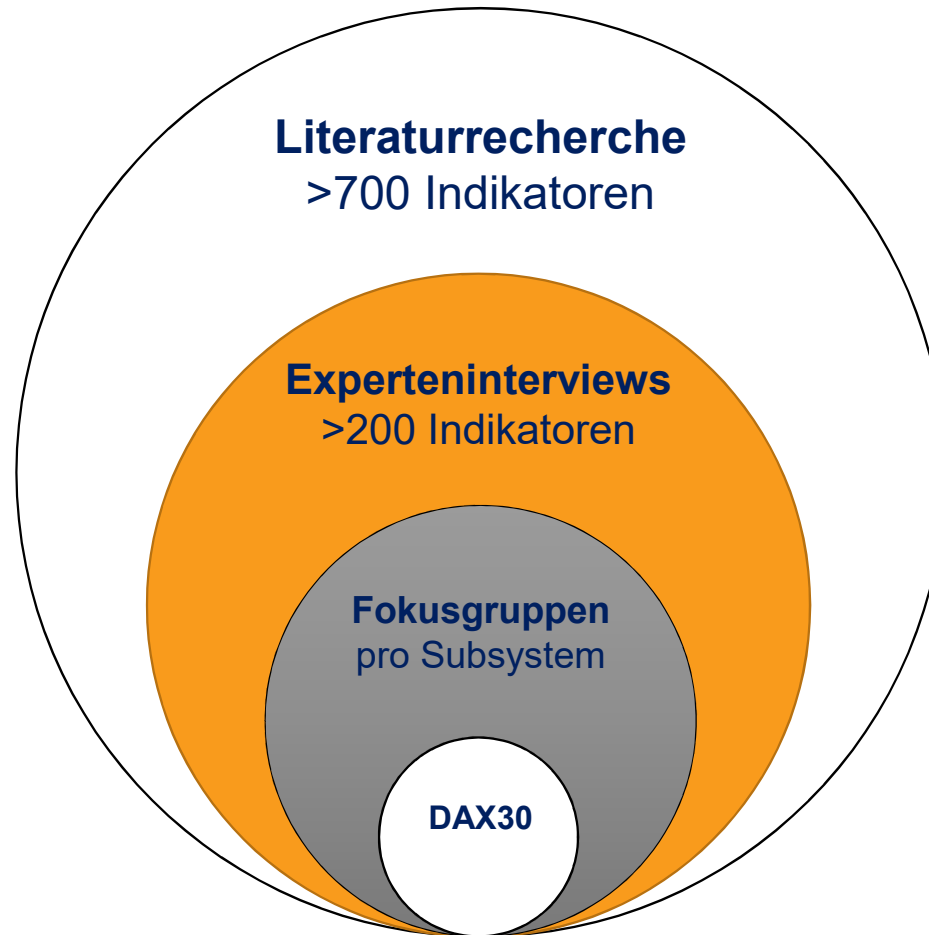 Literaturrecherche
>700 Indikatoren
Experteninterviews
>200 Indikatoren
Fokusgruppen
pro Subsystem
DAX30